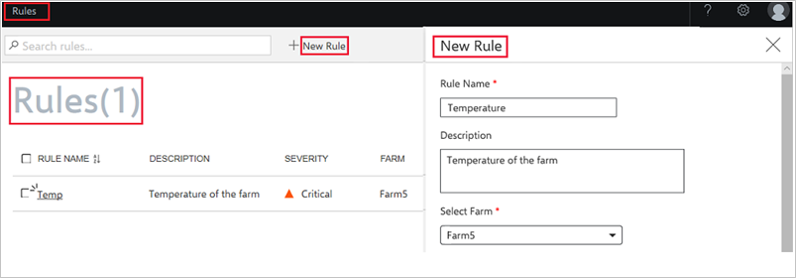 Rules
?
Search rules...
+ New Rule
New Rule
Rules(1)
Rule Name *
Temperature
Description
Temperature of the farm
RULE NAME DESCRIPTION SEVERITY FARM
Temp Temperature of the farm Critical Farm5
Select Farm *
Farm5